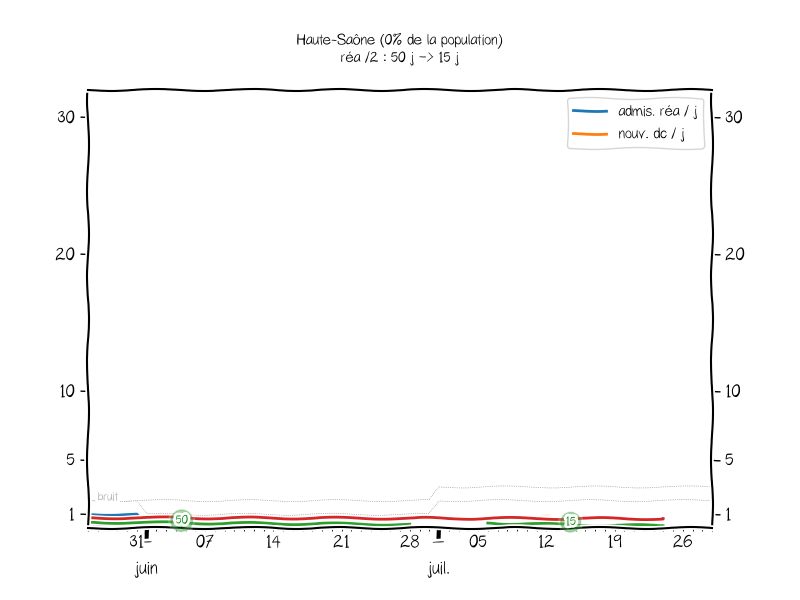 Haute-Saône (0% de la population)
réa /2 : 50 j -> 15 j
admis. réa / j
nouv. dc / j
30
30
20
20
10
10
5
5
bruit
1
1
50
15
31 07 14 21 28 05 12 19 26
juin juil.